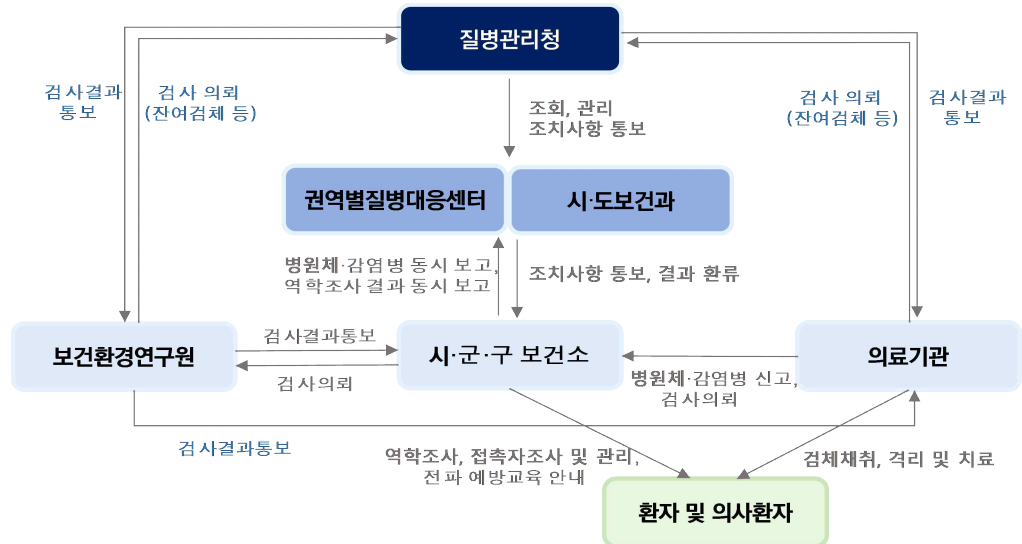 질병관리청
검사결과
통보
검사 의뢰
(잔여검체 등)
검사 의뢰
(잔여검체 등)
검사결과
통보
조회, 관리
조치사항 통보
권역별질병대응센터
시·도보건과
병원체·감염병 동시 보고,
역학조사 결과 동시 보고
조치사항 통보, 결과 환류
보건환경연구원
검사결과통보
검사의뢰
시·군·구 보건소
병원체·감염병 신고,
검사의뢰
의료기관
검사결과통보
역학조사, 접촉자조사 및 관리,
전파 예방교육 안내
검체채취, 격리 및 치료
환자 및 의사환자